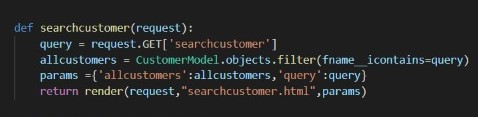 def searchcustomer(request):
    query = request.GET['searchcustomer']
    allcustomers = CustomerModel.objects.filter(fname__icontains=query)
    params ={'allcustomers':allcustomers,'query':query}
    return render(request,"searchcustomer.html",params)